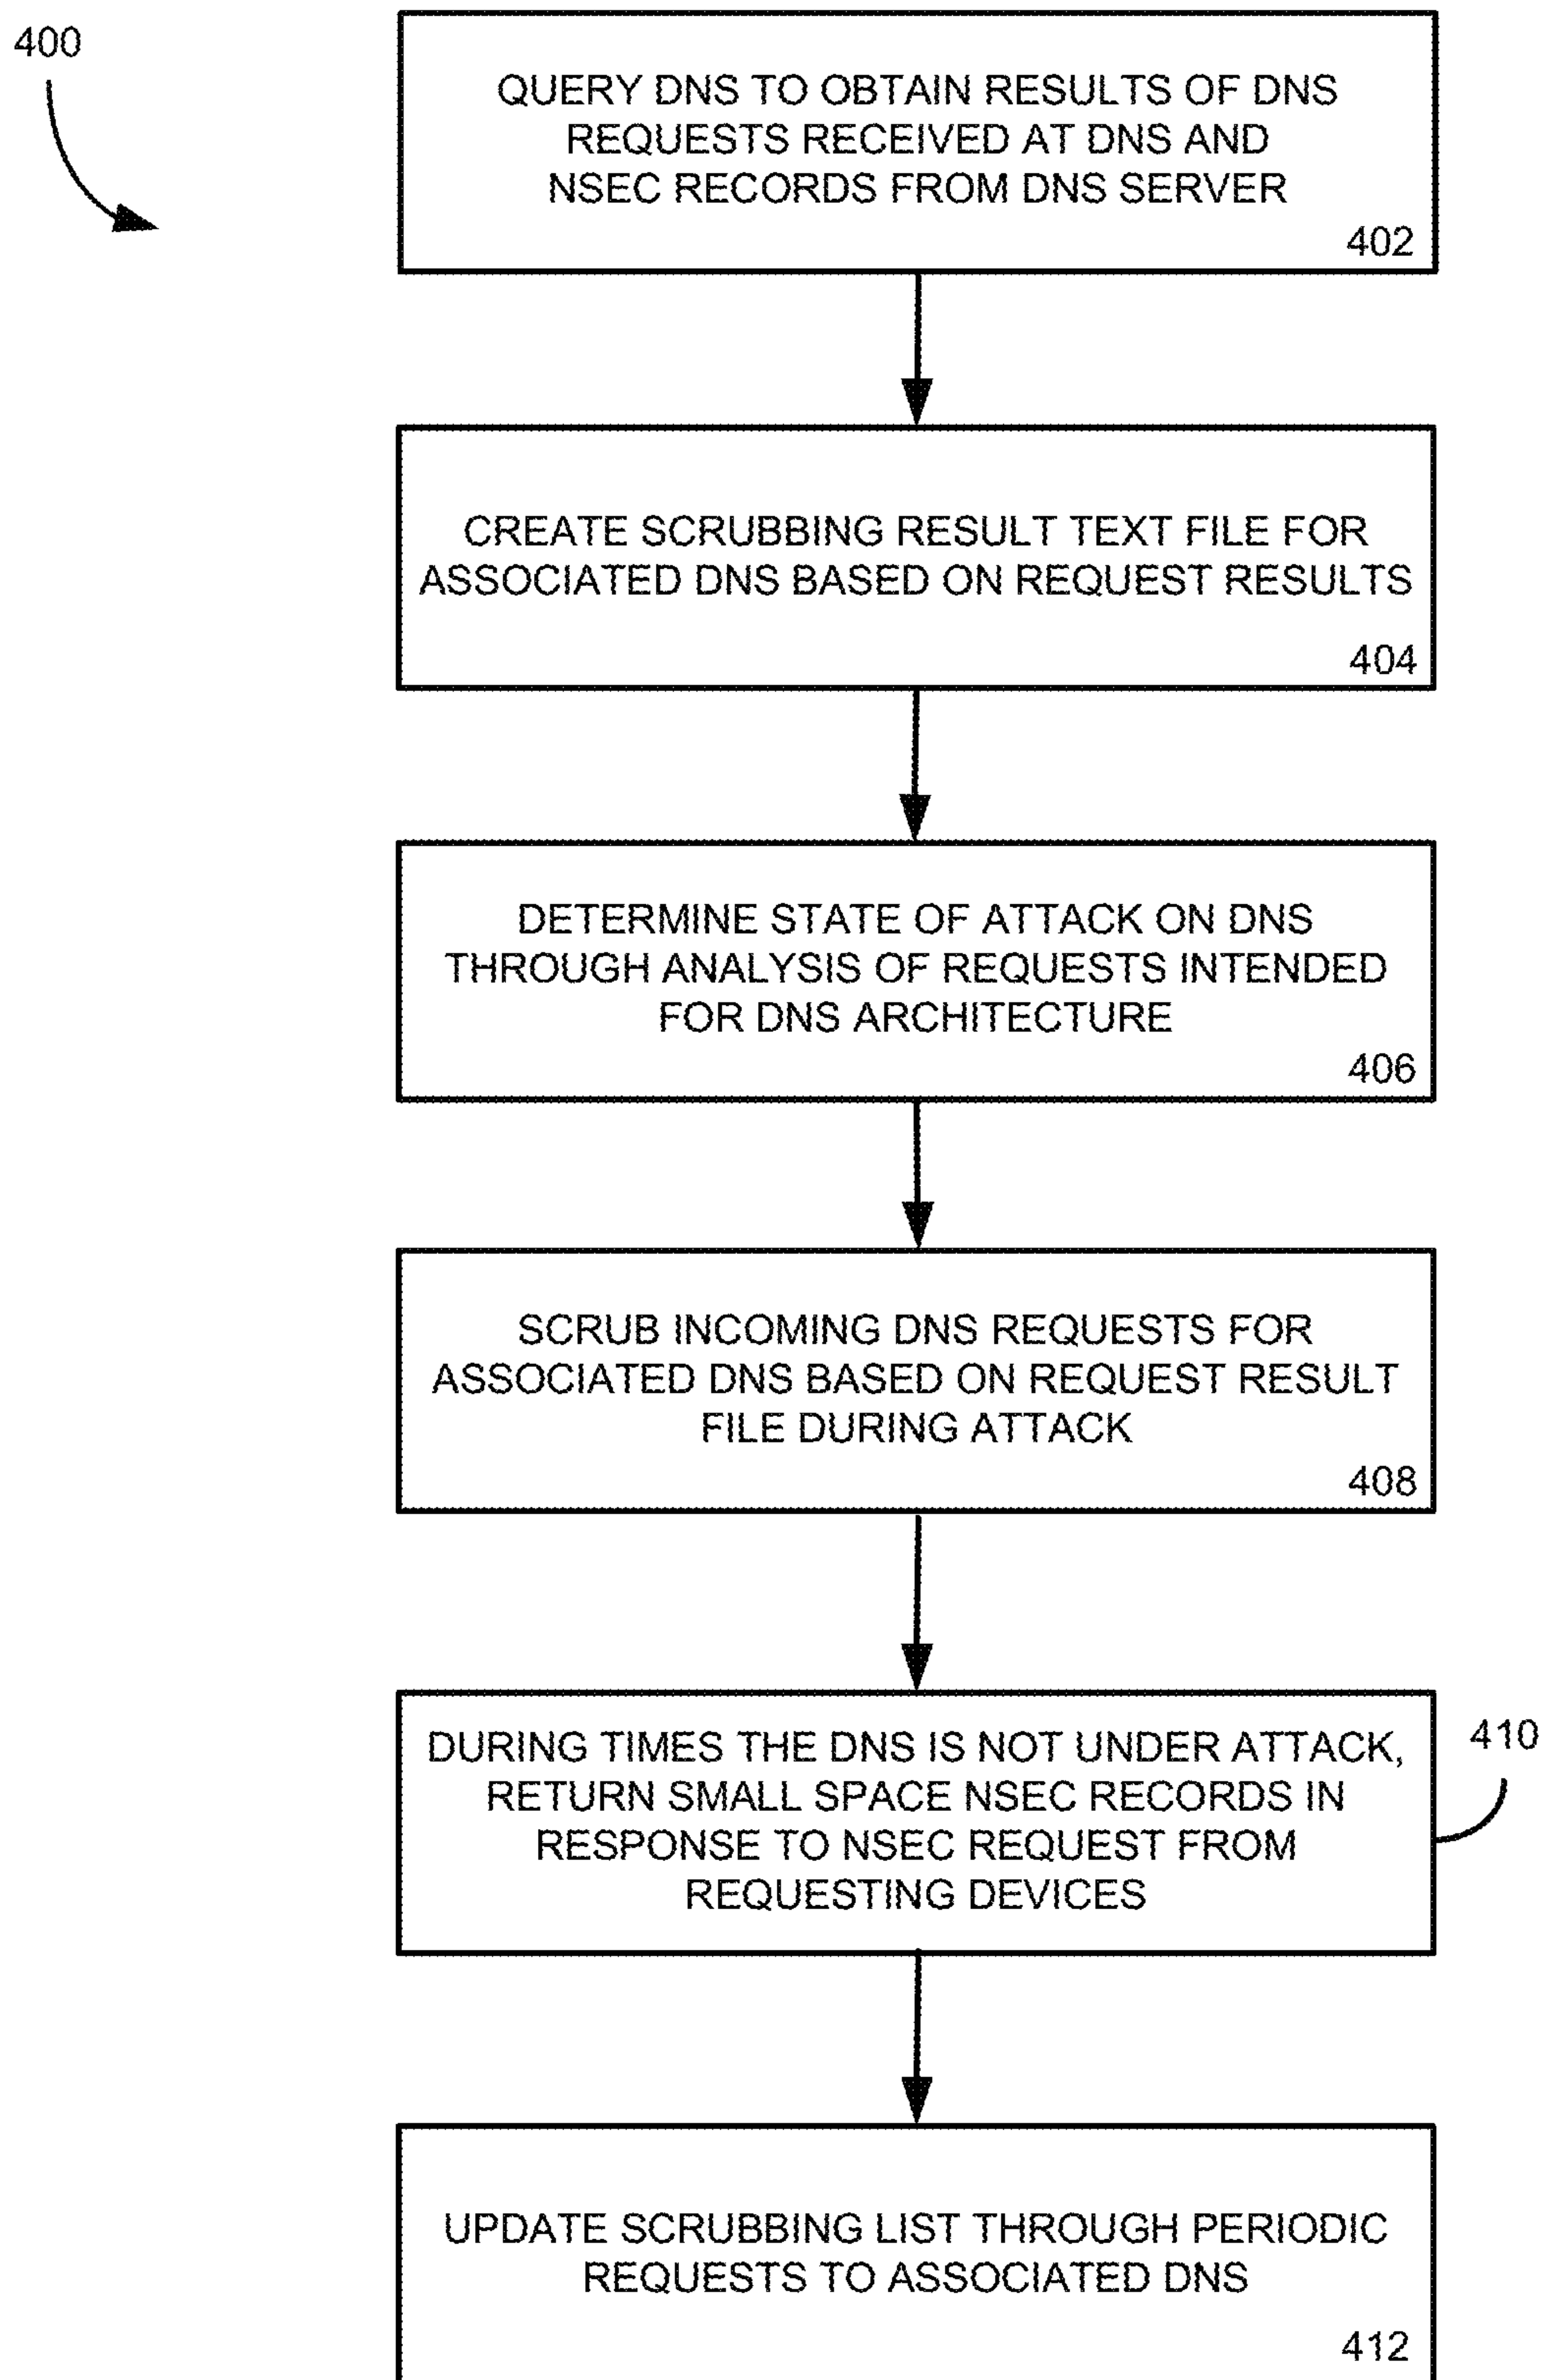 400
QUERY DNS TO OBTAIN RESULTS OF DNS
REQUESTS RECEIVED AT DNS AND
NSEC RECORDS FROM DNS SERVER
402
CREATE SCRUBBING RESULT TEXT FILE FOR
ASSOCIATED DNS BASED ON REQUEST RESULTS
404
DETERMINE STATE OF ATTACK ON DNS
THROUGH ANALYSIS OF REQUESTS INTENDED
FOR DNS ARCHITECTURE
406
SCRUB INCOMING DNS REQUESTS FOR
ASSOCIATED DNS BASED ON REQUEST RESULT
FILE DURING ATTACK
408
DURING TIMES THE DNS IS NOT UNDER ATTACK,
RETURN SMALL SPACE NSEC RECORDS IN
RESPONSE TO NSEC REQUEST FROM
REQUESTING DEVICES
410
UPDATE SCRUBBING LIST THROUGH PERIODIC
REQUESTS TO ASSOCIATED DNS
412